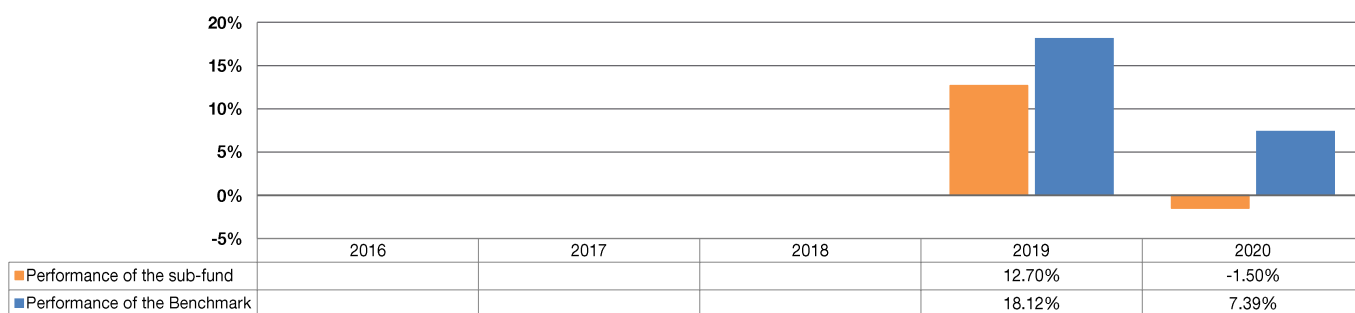 20%
15%
10%
5%
0%
-5%
2016 2017 2018 2019 2020
Performance of the sub-fund 12.70% -1.50%
Performance of the Benchmark 18.12% 7.39%